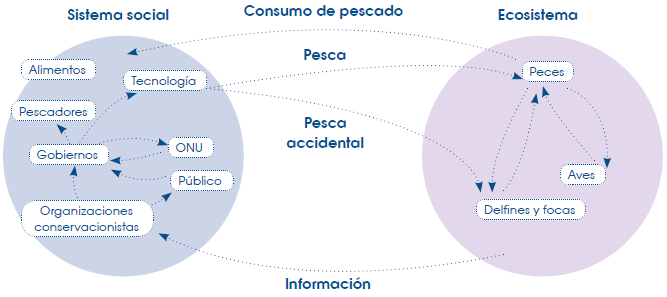 Sistema social
Consumo de pescado
Ecosistema
Pesca
Alimentos
Tecnología
Peces
Pescadores
Pesca
accidental
Gobiernos
ONU
Público
Aves
Organizaciones
conservacionistas
Delfines y focas
Información